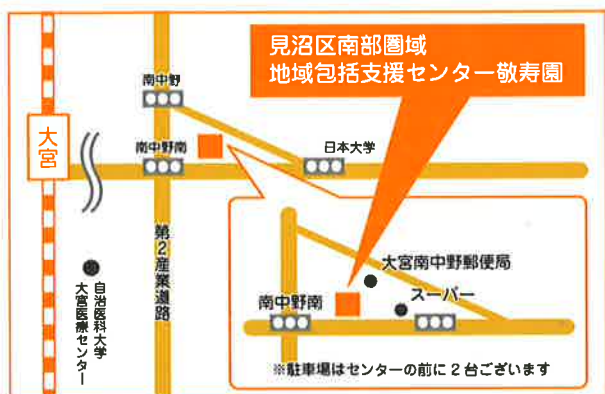 見沼区南部圏域
地域包括支援センター敬寿園
南中野
大宮
南中野南
日本大学
第2産業道路
自治医科大学
大宮医療センター
大宮南中野郵便局
スーパー
南中野南
※駐車場はセンターの前に2台ございます